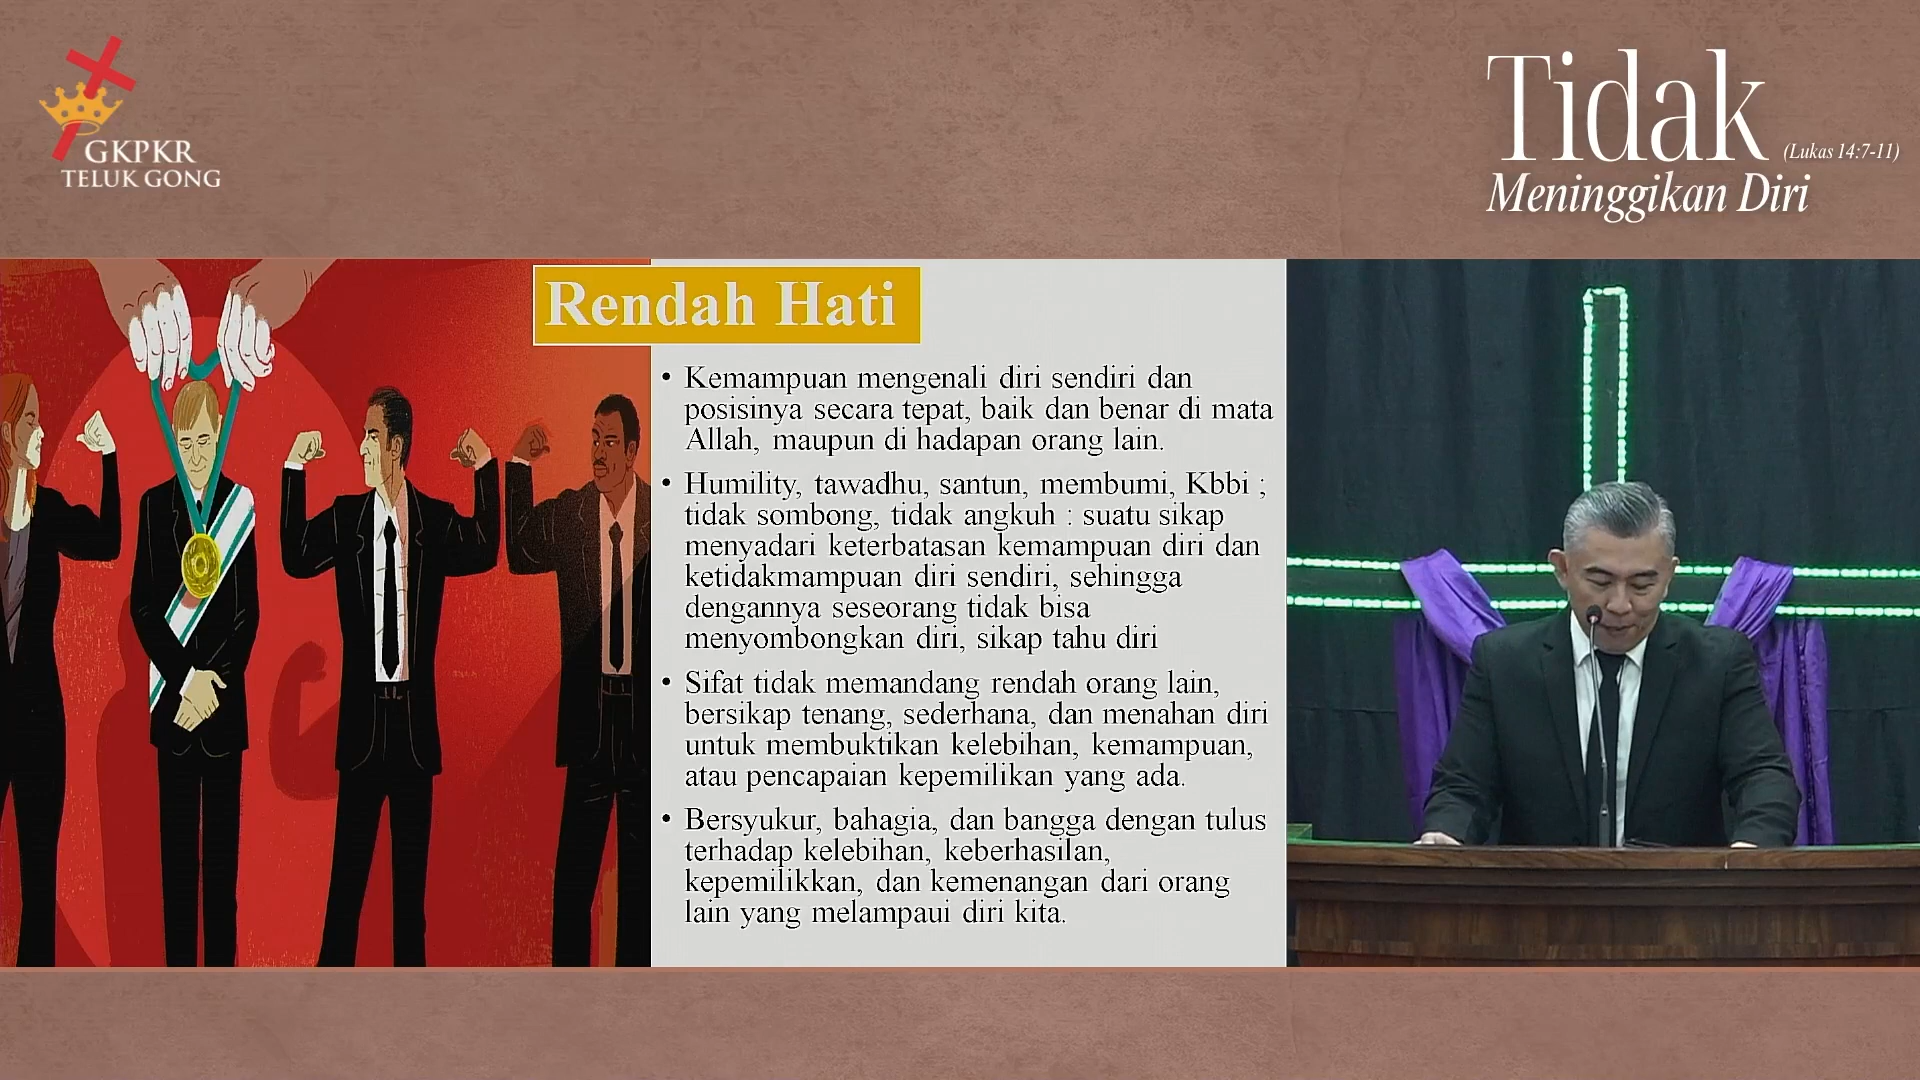 GKPKR
TELUK GONG
Tidak
(Lukas 14:7-11)
Meninggikan Diri
Rendah Hati
• Kemampuan mengenali diri sendiri dan
posisinya secara tepat, baik dan benar di mata
Allah, maupun di hadapan orang lain.
• Humility, tawadhu, santun, membumi, Kbbi ;
tidak sombong, tidak angkuh : suatu sikap
menyadari keterbatasan kemampuan diri dan
ketidakmampuan diri sendiri, sehingga
dengannya seseorang tidak bisa
menyombongkan diri, sikap tahu diri
• Sifat tidak memandang rendah orang lain,
bersikap tenang, sederhana, dan menahan diri
untuk membuktikan kelebihan, kemampuan,
atau pencapaian kepemilikan yang ada.
• Bersyukur, bahagia, dan bangga dengan tulus
terhadap kelebihan, keberhasilan,
kepemilikkan, dan kemenangan dari orang
lain yang melampaui diri kita.